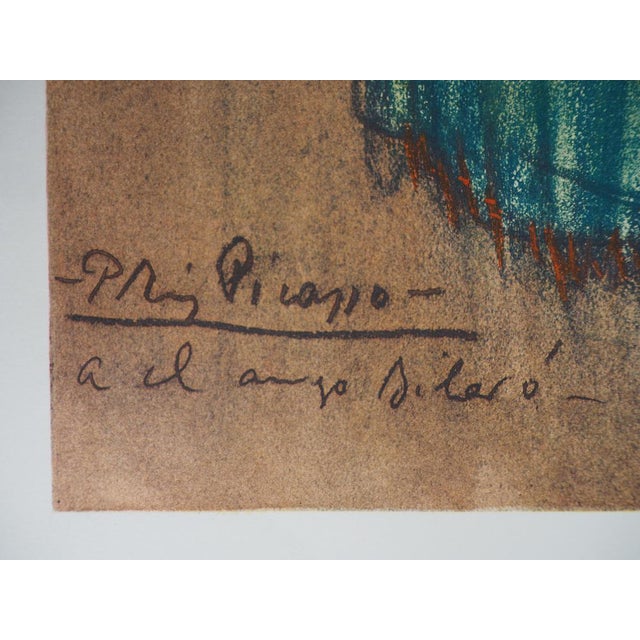 - P Ruiz Picasso -
a el amigo Bilaró -